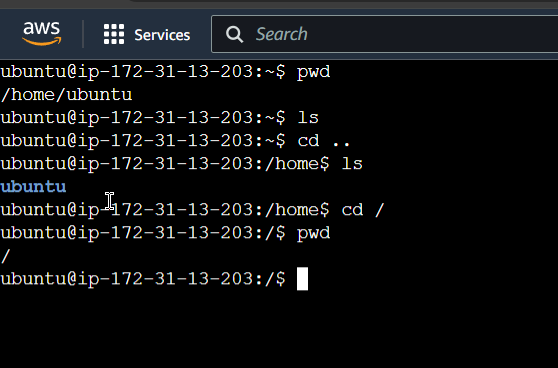 aws
Services
Search
ubuntu@ip-172-31-13-203:~$ pwd
/home/ubuntu
ubuntu@ip-172-31-13-203:~$ ls
ubuntu@ip-172-31-13-203:~$ cd ..
ubuntu@ip-172-31-13-203:/home$ ls
ubuntu
ubuntu@ip-172-31-13-203:/home$ cd /
ubuntu@ip-172-31-13-203:/$ pwd
/
ubuntu@ip-172-31-13-203:/$